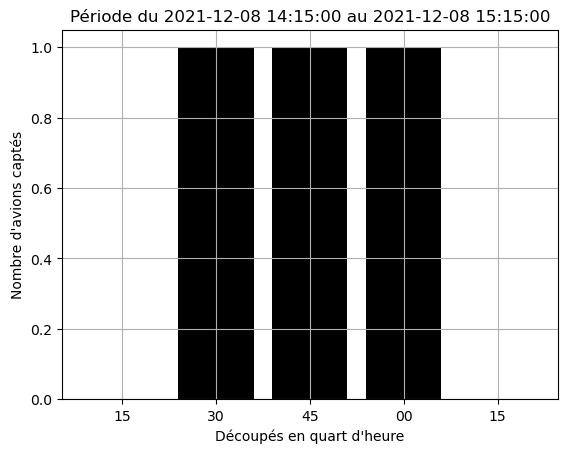 Période du 2021-12-08 14:15:00 au 2021-12-08 15:15:00
1.0
0.8
0.6
0.4
0.2
0.0
Nombre d'avions captés
15 30 45 00 15
Découpés en quart d'heure